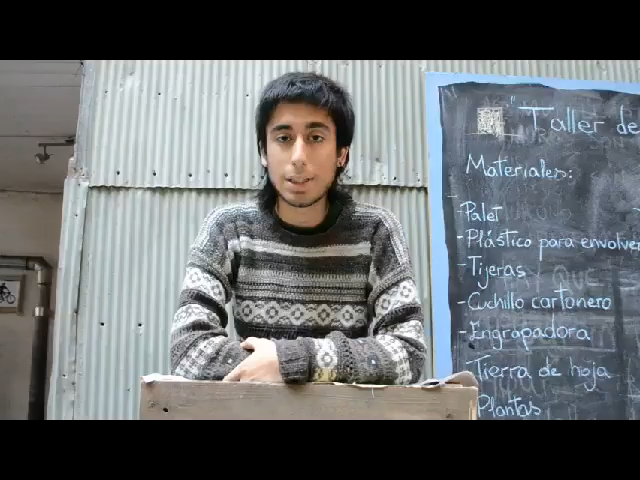 "Taller de
Materiales:
-Palet
-Plástico para envolver
-Tijeras
-Cuchillo cartonero
-Engrapadora
-Tierra de hoja
-Plantas